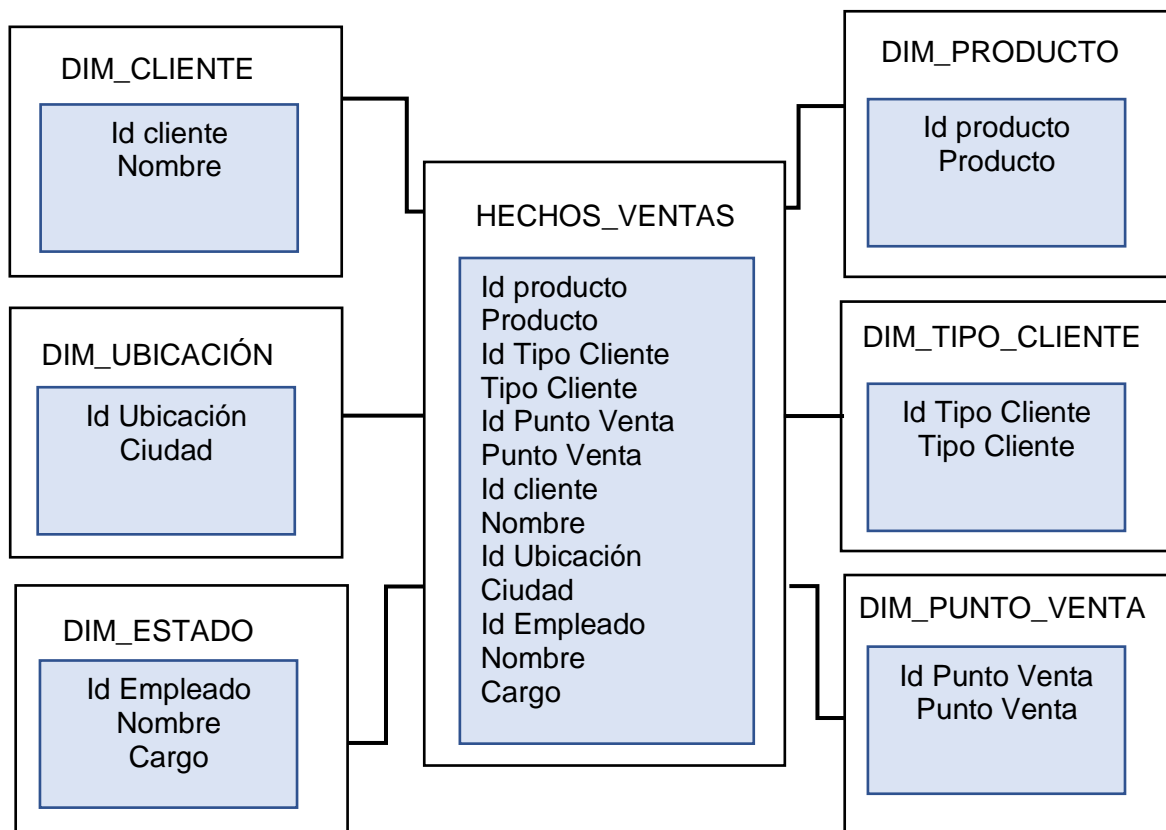 DIM_CLIENTE
Id cliente
Nombre
DIM_UBICACIÓN
Id Ubicación
Ciudad
DIM_ESTADO
Id Empleado
Nombre
Cargo
HECHOS_VENTAS
Id producto
Producto
Id Tipo Cliente
Tipo Cliente
Id Punto Venta
Punto Venta
Id cliente
Nombre
Id Ubicación
Ciudad
Id Empleado
Nombre
Cargo
DIM_PRODUCTO
Id producto
Producto
DIM_TIPO_CLIENTE
Id Tipo Cliente
Tipo Cliente
DIM_PUNTO_VENTA
Id Punto Venta
Punto Venta